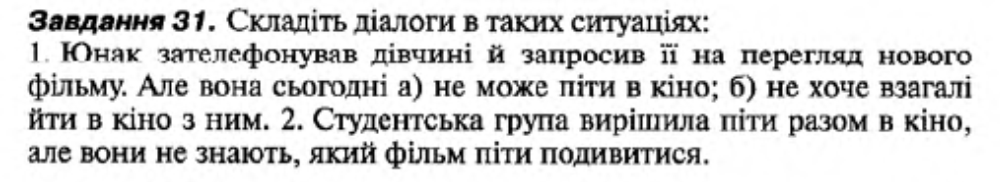 Завдання 31. Складіть діалоги в таких ситуаціях:
1. Юнак зателефонував дівчині й запросив її на перегляд нового
фільму. Але вона сьогодні а) не може піти в кіно; б) не хоче взагалі
йти в кіно з ним. 2. Студентська група вирішила піти разом в кіно,
але вони не знають, який фільм піти подивитися.